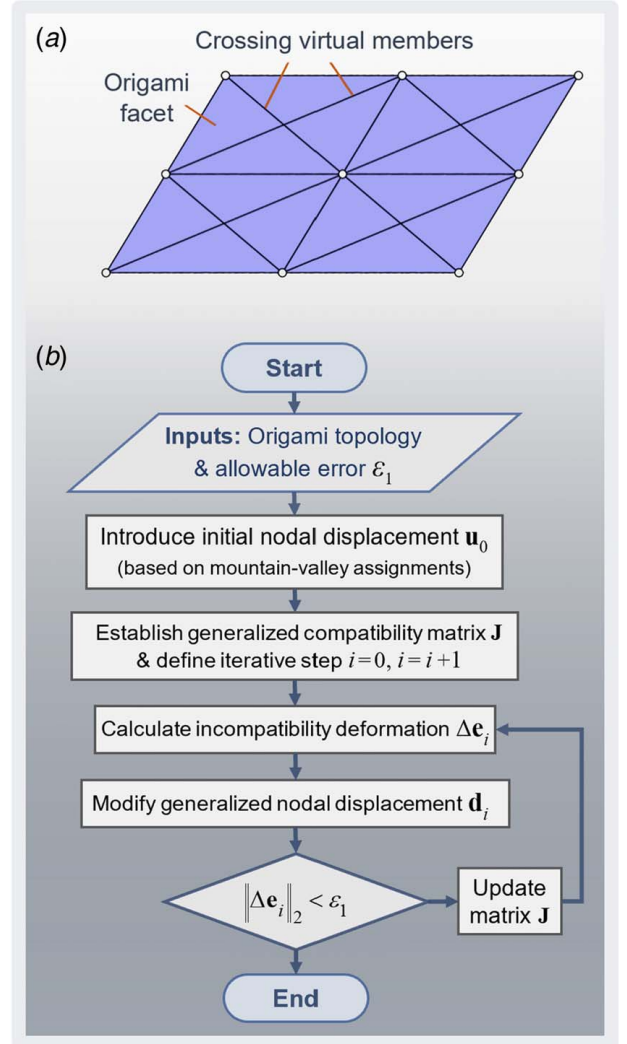 (a)
Crossing virtual members
Origami
facet
(b)
Start
Inputs: Origami topology
& allowable error ε₁
Introduce initial nodal displacement u₀
(based on mountain-valley assignments)
Establish generalized compatibility matrix J
& define iterative step i=0, i=i+1
Calculate incompatibility deformation Δeᵢ
Modify generalized nodal displacement dᵢ
‖Δeᵢ‖₂ < ε₁
Update
matrix J
End